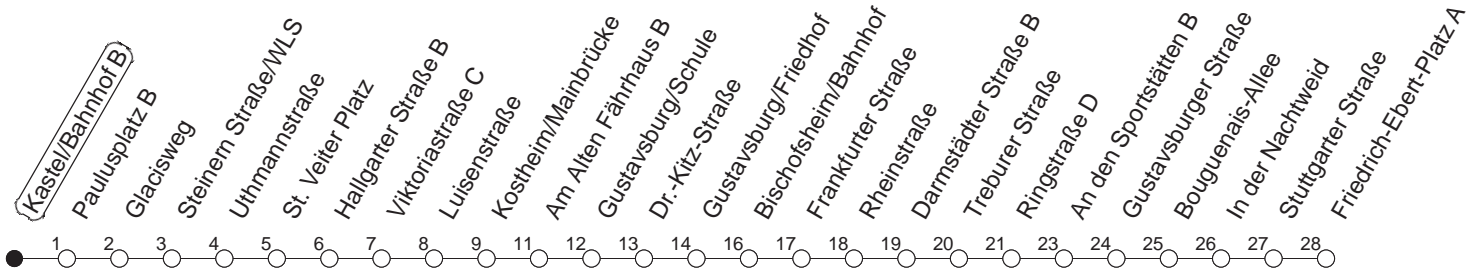 Kastel/Bahnhof B
Paulusplatz B
Glacisweg
Steinern Straße/WLS
Uthmannstraße
St. Veiter Platz
Hallgarter Straße B
Viktoriastraße C
Luisenstraße
Kostheim/Mainbrücke
Am Alten Fährhaus B
Gustavsburg/Schule
Dr.-Kitz-Straße
Gustavsburg/Friedhof
Bischofsheim/Bahnhof
Frankfurter Straße
Rheinstraße
Darmstädter Straße B
Treburer Straße
Ringstraße D
An den Sportstätten B
Gustavsburger Straße
Bouguenais-Allee
In der Nachtweid
Stuttgarter Straße
Friedrich-Ebert-Platz A
1 2 3 4 5 6 7 8 9 11 12 13 14 16 17 18 19 20 21 23 24 25 26 27 28